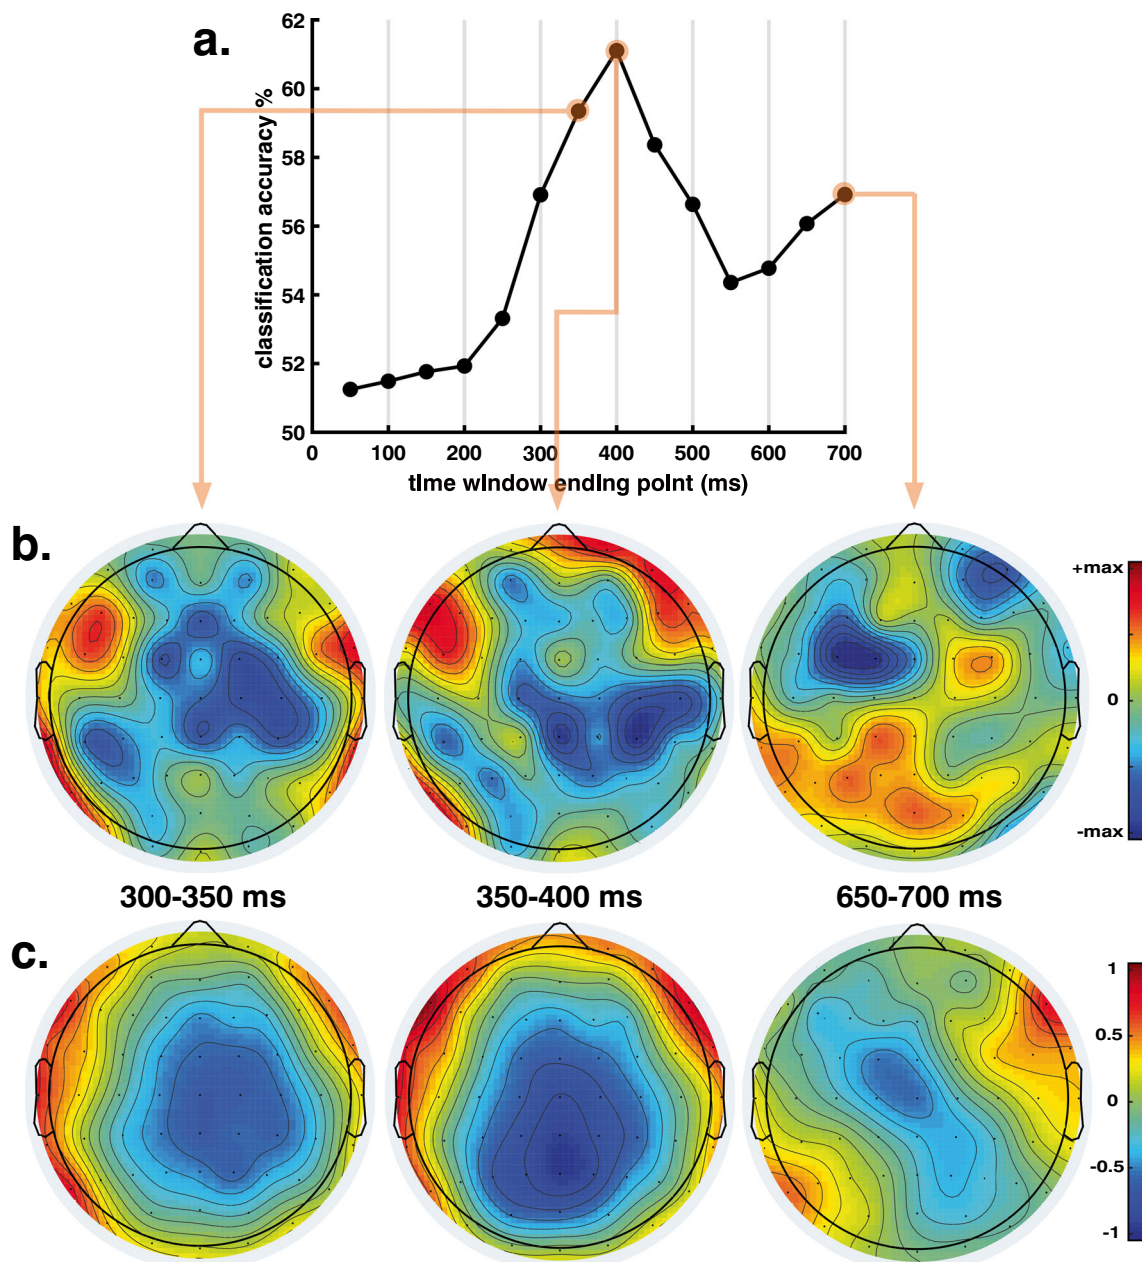 a.
62
60
58
56
54
52
50
classification accuracy %
0 100 200 300 400 500 600 700
time window ending point (ms)
b.
+max
0
-max
300-350 ms 350-400 ms 650-700 ms
c.
1
0.5
0
-0.5
-1